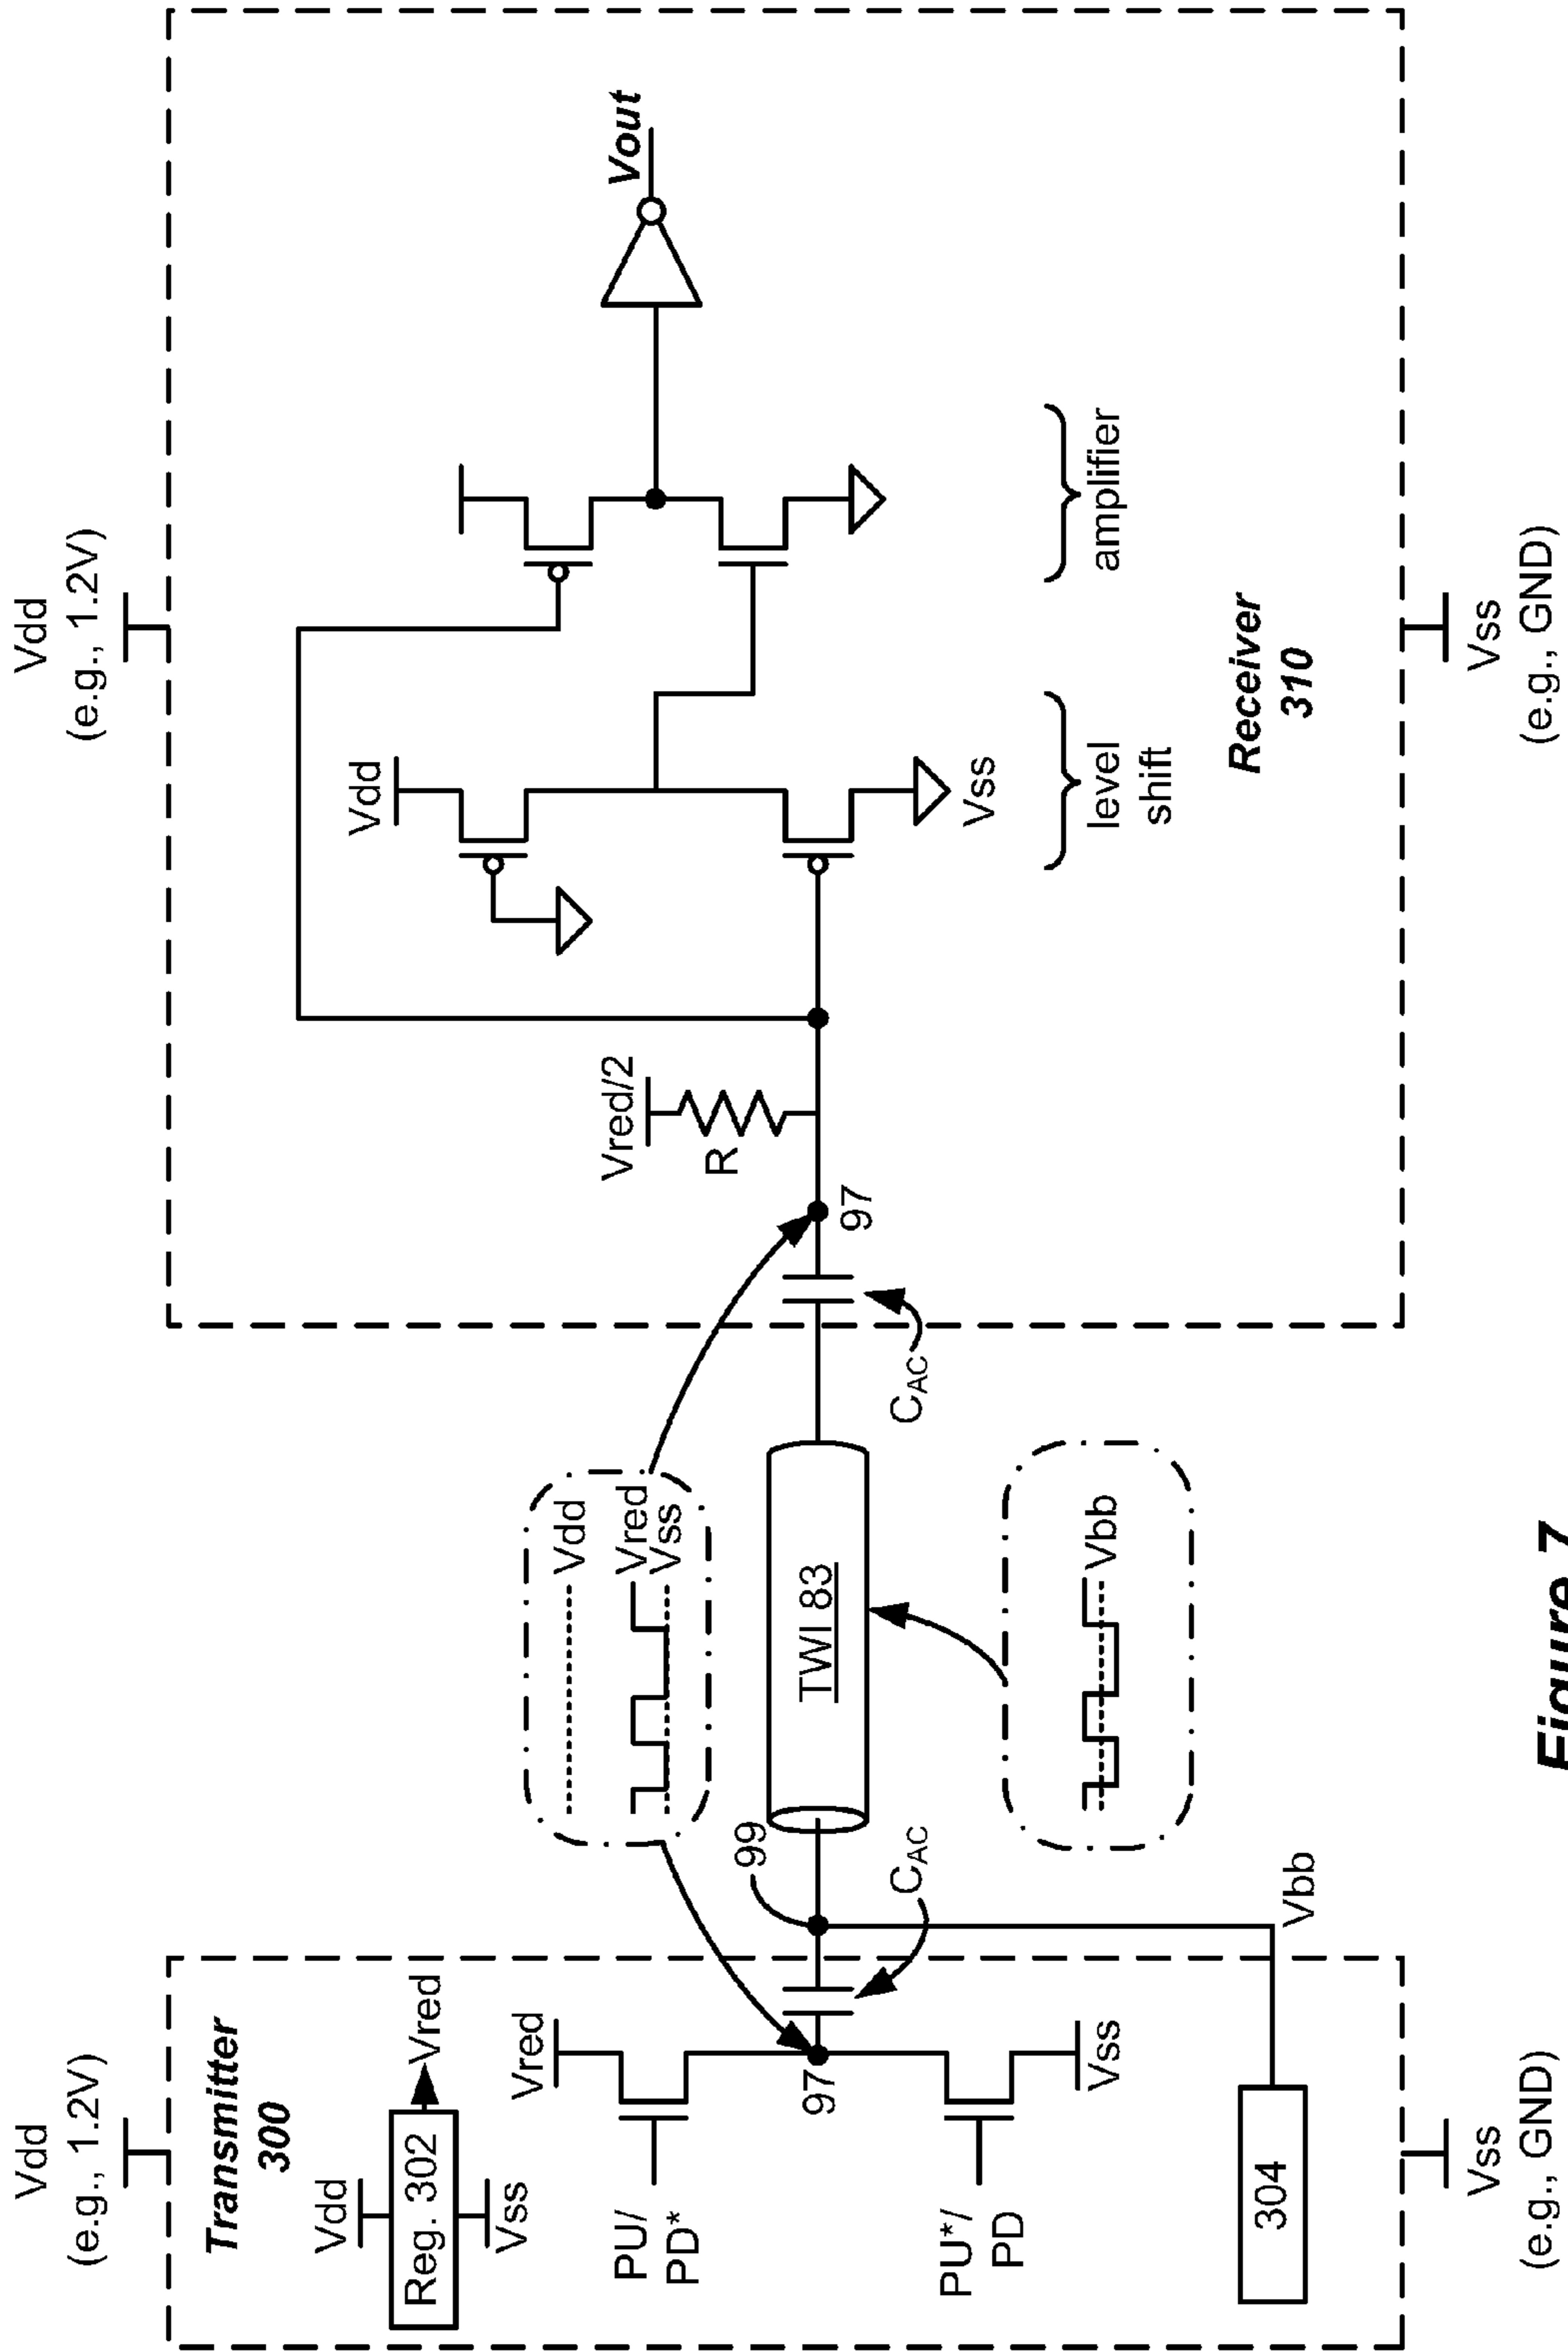 Vdd
(e.g., 1.2V)
Vdd
(e.g., 1.2V)
Transmitter
300
Vdd
Reg. 302
Vred
Vss
Vred
PU/
PD*
97
PU*/
PD
Vss
304
Vbb
99
C_AC
Vdd
Vred
Vss
TWI 83
Vbb
C_AC
97
Vred/2
R
Vdd
Vss
level
shift
amplifier
Vout
Receiver
310
Vss
(e.g., GND)
Vss
(e.g., GND)
Figure 7